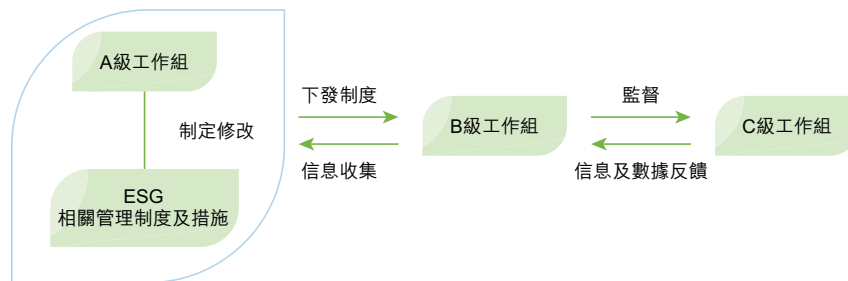 A級工作組
制定修改
ESG
相關管理制度及措施
下發制度
信息收集
B級工作組
監督
信息及數據反饋
C級工作組